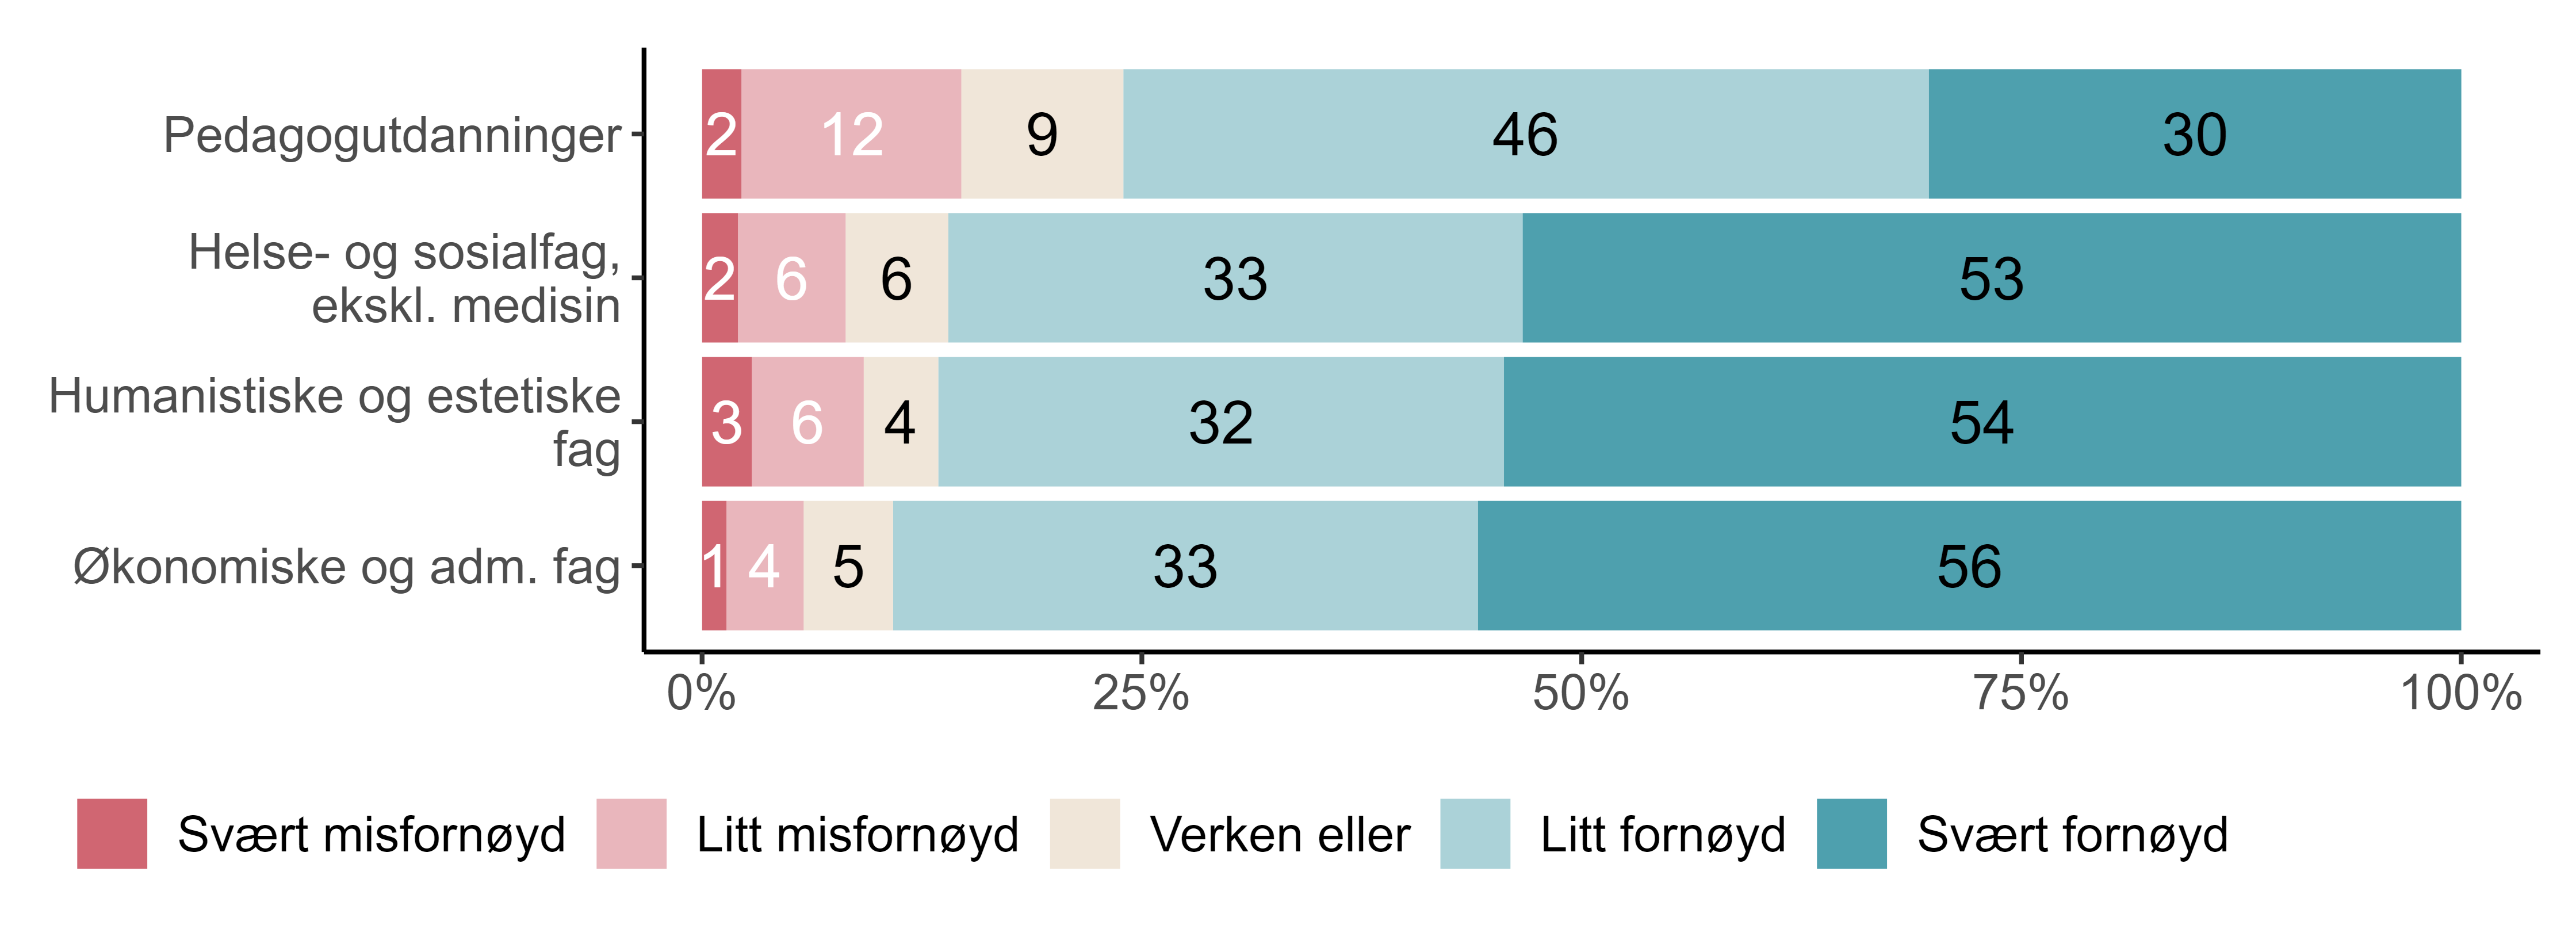 Pedagogutdanninger 2 12 9 46 30
Helse- og sosialfag,
ekskl. medisin 2 6 6 33 53
Humanistiske og estetiske
fag 3 6 4 32 54
Økonomiske og adm. fag 1 4 5 33 56
0% 25% 50% 75% 100%
Svært misfornøyd Litt misfornøyd Verken eller Litt fornøyd Svært fornøyd